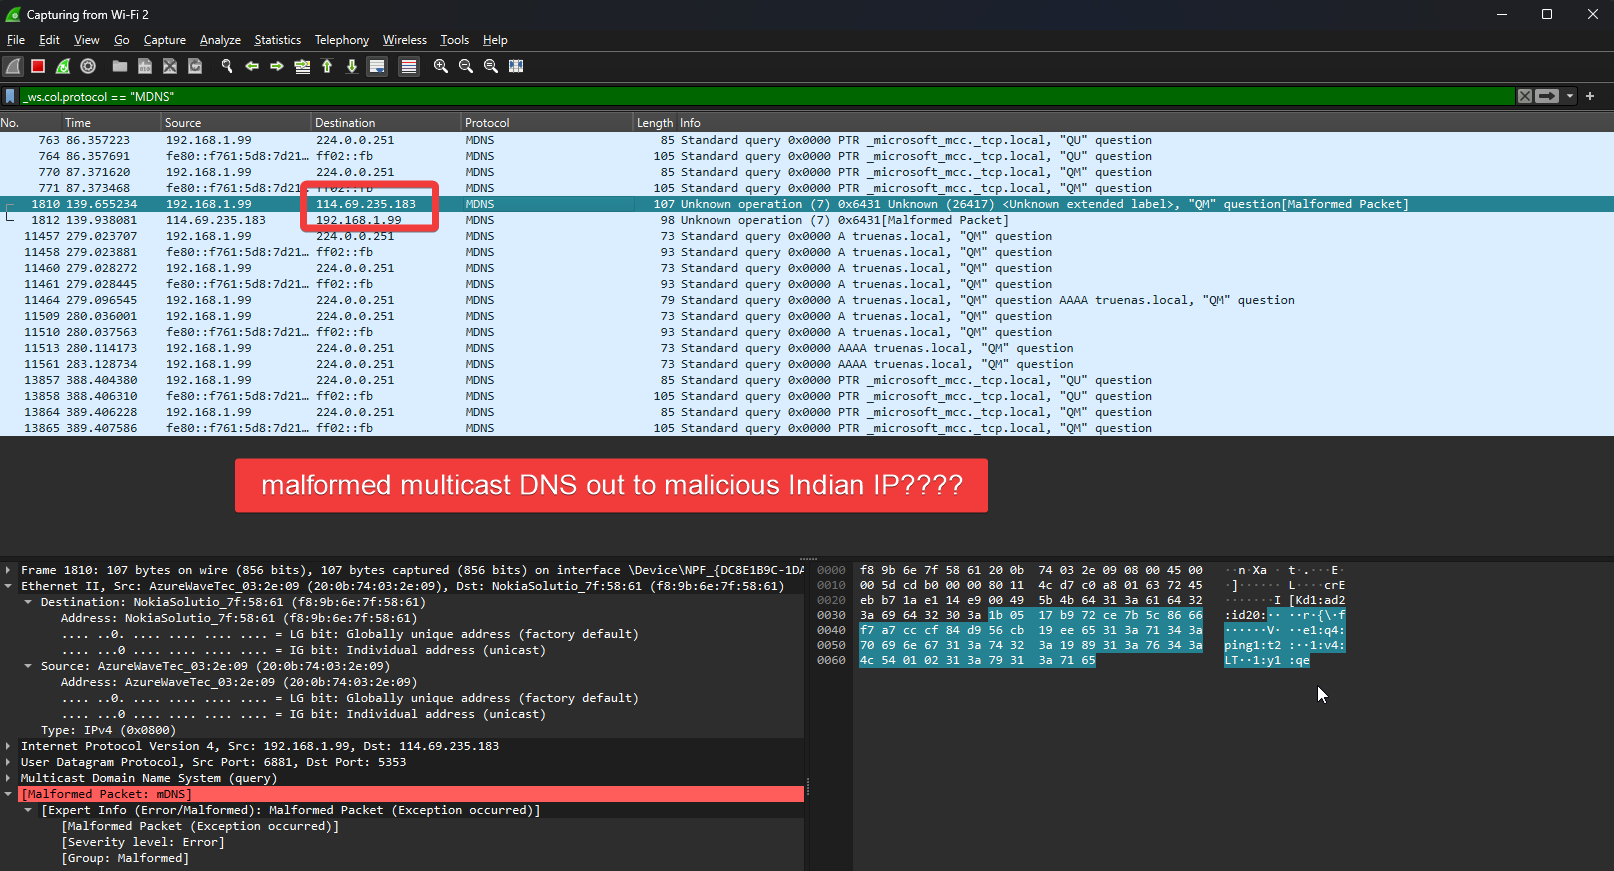 Capturing from Wi-Fi 2
File Edit View Go Capture Analyze Statistics Telephony Wireless Tools Help
_ws.col.protocol == "MDNS"
No. Time Source Destination Protocol Length Info
763 86.357223 192.168.1.99 224.0.0.251 MDNS 85 Standard query 0x0000 PTR _microsoft_mcc._tcp.local, "QU" question
764 86.357691 fe80::f761:5d8:7d21… ff02::fb MDNS 105 Standard query 0x0000 PTR _microsoft_mcc._tcp.local, "QU" question
770 87.371620 192.168.1.99 224.0.0.251 MDNS 85 Standard query 0x0000 PTR _microsoft_mcc._tcp.local, "QM" question
771 87.373468 fe80::f761:5d8:7d21… ff02::fb MDNS 105 Standard query 0x0000 PTR _microsoft_mcc._tcp.local, "QM" question
1810 139.655234 192.168.1.99 114.69.235.183 MDNS 107 Unknown operation (7) 0x6431 Unknown (26417) <Unknown extended label>, "QM" question[Malformed Packet]
1812 139.938081 114.69.235.183 192.168.1.99 MDNS 98 Unknown operation (7) 0x6431[Malformed Packet]
11457 279.023707 192.168.1.99 224.0.0.251 MDNS 73 Standard query 0x0000 A truenas.local, "QM" question
11458 279.023881 fe80::f761:5d8:7d21… ff02::fb MDNS 93 Standard query 0x0000 A truenas.local, "QM" question
11460 279.028272 192.168.1.99 224.0.0.251 MDNS 73 Standard query 0x0000 A truenas.local, "QM" question
11461 279.028445 fe80::f761:5d8:7d21… ff02::fb MDNS 93 Standard query 0x0000 A truenas.local, "QM" question
11464 279.096545 192.168.1.99 224.0.0.251 MDNS 79 Standard query 0x0000 A truenas.local, "QM" question AAAA truenas.local, "QM" question
11509 280.036001 192.168.1.99 224.0.0.251 MDNS 73 Standard query 0x0000 A truenas.local, "QM" question
11510 280.037563 fe80::f761:5d8:7d21… ff02::fb MDNS 93 Standard query 0x0000 A truenas.local, "QM" question
11513 280.114173 192.168.1.99 224.0.0.251 MDNS 73 Standard query 0x0000 AAAA truenas.local, "QM" question
11561 283.128734 192.168.1.99 224.0.0.251 MDNS 73 Standard query 0x0000 AAAA truenas.local, "QM" question
13857 388.404380 192.168.1.99 224.0.0.251 MDNS 85 Standard query 0x0000 PTR _microsoft_mcc._tcp.local, "QU" question
13858 388.406310 fe80::f761:5d8:7d21… ff02::fb MDNS 105 Standard query 0x0000 PTR _microsoft_mcc._tcp.local, "QU" question
13864 389.406228 192.168.1.99 224.0.0.251 MDNS 85 Standard query 0x0000 PTR _microsoft_mcc._tcp.local, "QM" question
13865 389.407586 fe80::f761:5d8:7d21… ff02::fb MDNS 105 Standard query 0x0000 PTR _microsoft_mcc._tcp.local, "QM" question
malformed multicast DNS out to malicious Indian IP????
Frame 1810: 107 bytes on wire (856 bits), 107 bytes captured (856 bits) on interface \Device\NPF_{DC8E1B9C-1DA
Ethernet II, Src: AzureWaveTec_03:2e:09 (20:0b:74:03:2e:09), Dst: NokiaSolutio_7f:58:61 (f8:9b:6e:7f:58:61)
Destination: NokiaSolutio_7f:58:61 (f8:9b:6e:7f:58:61)
Address: NokiaSolutio_7f:58:61 (f8:9b:6e:7f:58:61)
.... ..0. .... .... .... .... = LG bit: Globally unique address (factory default)
.... ...0 .... .... .... .... = IG bit: Individual address (unicast)
Source: AzureWaveTec_03:2e:09 (20:0b:74:03:2e:09)
Address: AzureWaveTec_03:2e:09 (20:0b:74:03:2e:09)
.... ..0. .... .... .... .... = LG bit: Globally unique address (factory default)
.... ...0 .... .... .... .... = IG bit: Individual address (unicast)
Type: IPv4 (0x0800)
Internet Protocol Version 4, Src: 192.168.1.99, Dst: 114.69.235.183
User Datagram Protocol, Src Port: 6881, Dst Port: 5353
Multicast Domain Name System (query)
[Malformed Packet: mDNS]
[Expert Info (Error/Malformed): Malformed Packet (Exception occurred)]
[Malformed Packet (Exception occurred)]
[Severity level: Error]
[Group: Malformed]
0000 f8 9b 6e 7f 58 61 20 0b 74 03 2e 09 08 00 45 00 ··n·Xa · t·.···E·
0010 00 5d cd b0 00 00 80 11 4c d7 c0 a8 01 63 72 45 ·]······ L····crE
0020 eb b7 1a e1 14 e9 00 49 5b 4b 64 31 3a 61 64 32 ·······I [Kd1:ad2
0030 3a 69 64 32 30 3a 1b 05 17 b9 72 ce 7b 5c 86 66 :id20:·· ··r·{\·f
0040 f7 a7 cc cf 84 d9 56 cb 19 ee 65 31 3a 71 34 3a ······V· ··e1:q4:
0050 70 69 6e 67 31 3a 74 32 3a 19 89 31 3a 76 34 3a ping1:t2 :··1:v4:
0060 4c 54 01 02 31 3a 79 31 3a 71 65 LT··1:y1 :qe